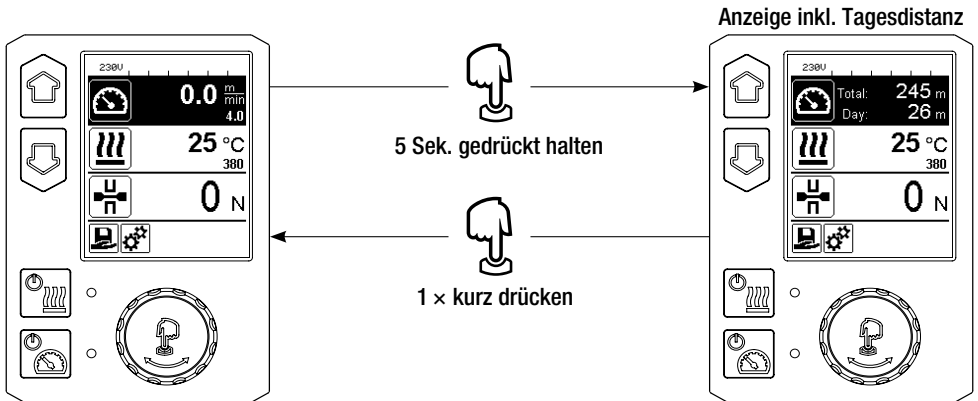 Anzeige inkl. Tagesdistanz
230V
0.0 m/min
4.0
25 °C
380
0 N
5 Sek. gedrückt halten
1 × kurz drücken
230V
Total: 245 m
Day: 26 m
25 °C
380
0 N